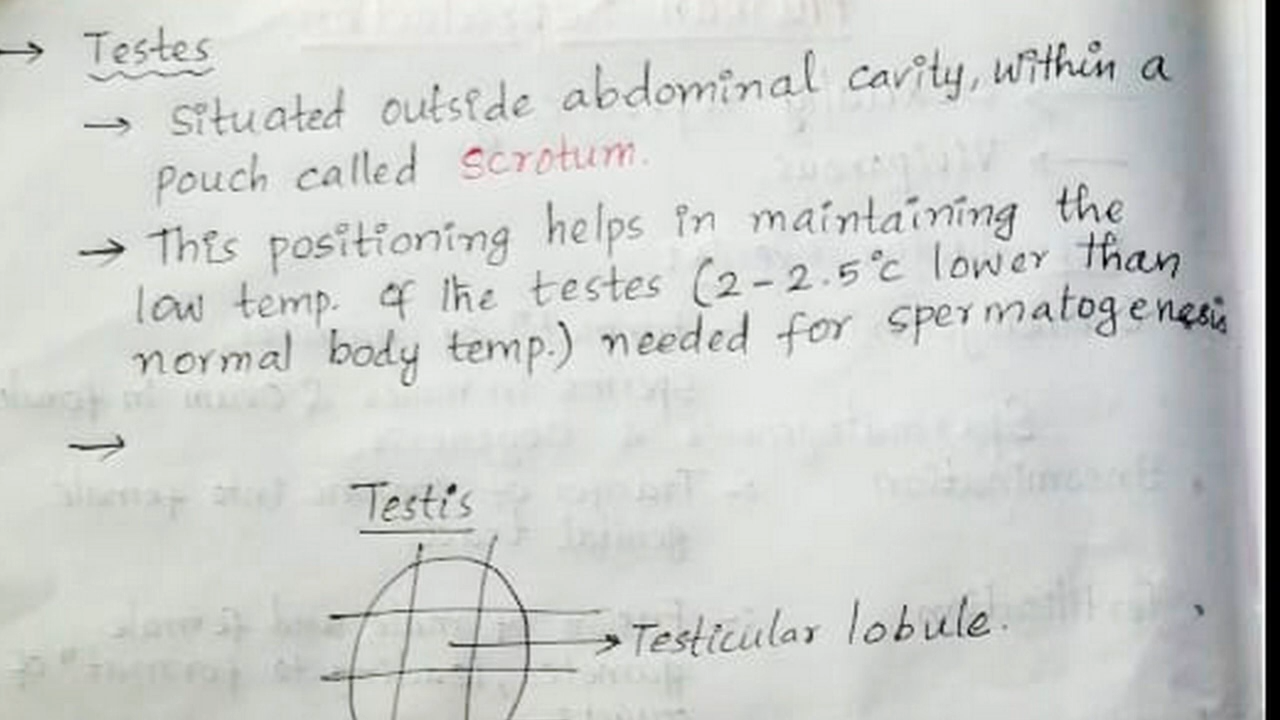 → Testes
→ Situated outside abdominal cavity, within a
pouch called scrotum.
→ This positioning helps in maintaining the
low temp. of the testes (2-2.5°c lower than
normal body temp.) needed for spermatogenesis
→
Testis
→ Testicular lobule.